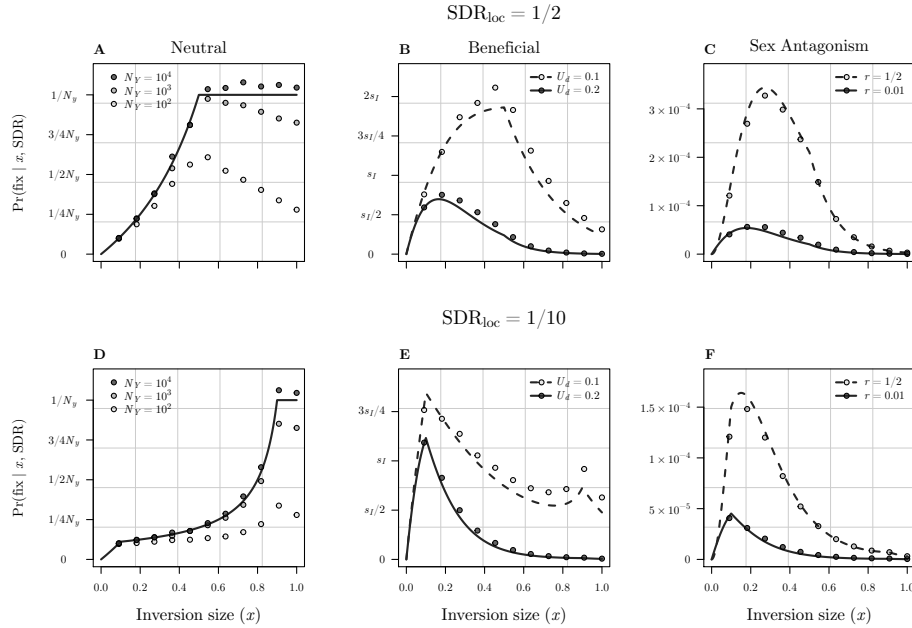 SDR_loc = 1/2
A Neutral
B Beneficial
C Sex Antagonism
N_Y = 10^4
N_Y = 10^3
N_Y = 10^2
U_d = 0.1
U_d = 0.2
r = 1/2
r = 0.01
Pr(fix | x, SDR)
1/N_y
3/4N_y
1/2N_y
1/4N_y
0
2s_I
3s_I/4
s_I
s_I/2
0
3 × 10^−4
2 × 10^−4
1 × 10^−4
0
SDR_loc = 1/10
D
E
F
N_Y = 10^4
N_Y = 10^3
N_Y = 10^2
U_d = 0.1
U_d = 0.2
r = 1/2
r = 0.01
Pr(fix | x, SDR)
1/N_y
3/4N_y
1/2N_y
1/4N_y
0
3s_I/4
s_I
s_I/2
0
1.5 × 10^−4
1 × 10^−4
5 × 10^−5
0
0.0 0.2 0.4 0.6 0.8 1.0
0.0 0.2 0.4 0.6 0.8 1.0
0.0 0.2 0.4 0.6 0.8 1.0
Inversion size (x)
Inversion size (x)
Inversion size (x)